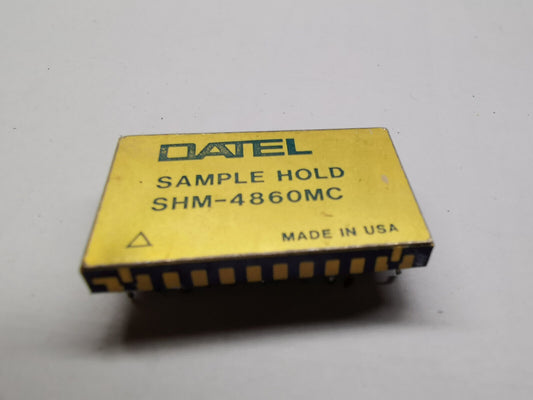 DATEL
SAMPLE HOLD
SHM-4860MC
MADE IN USA